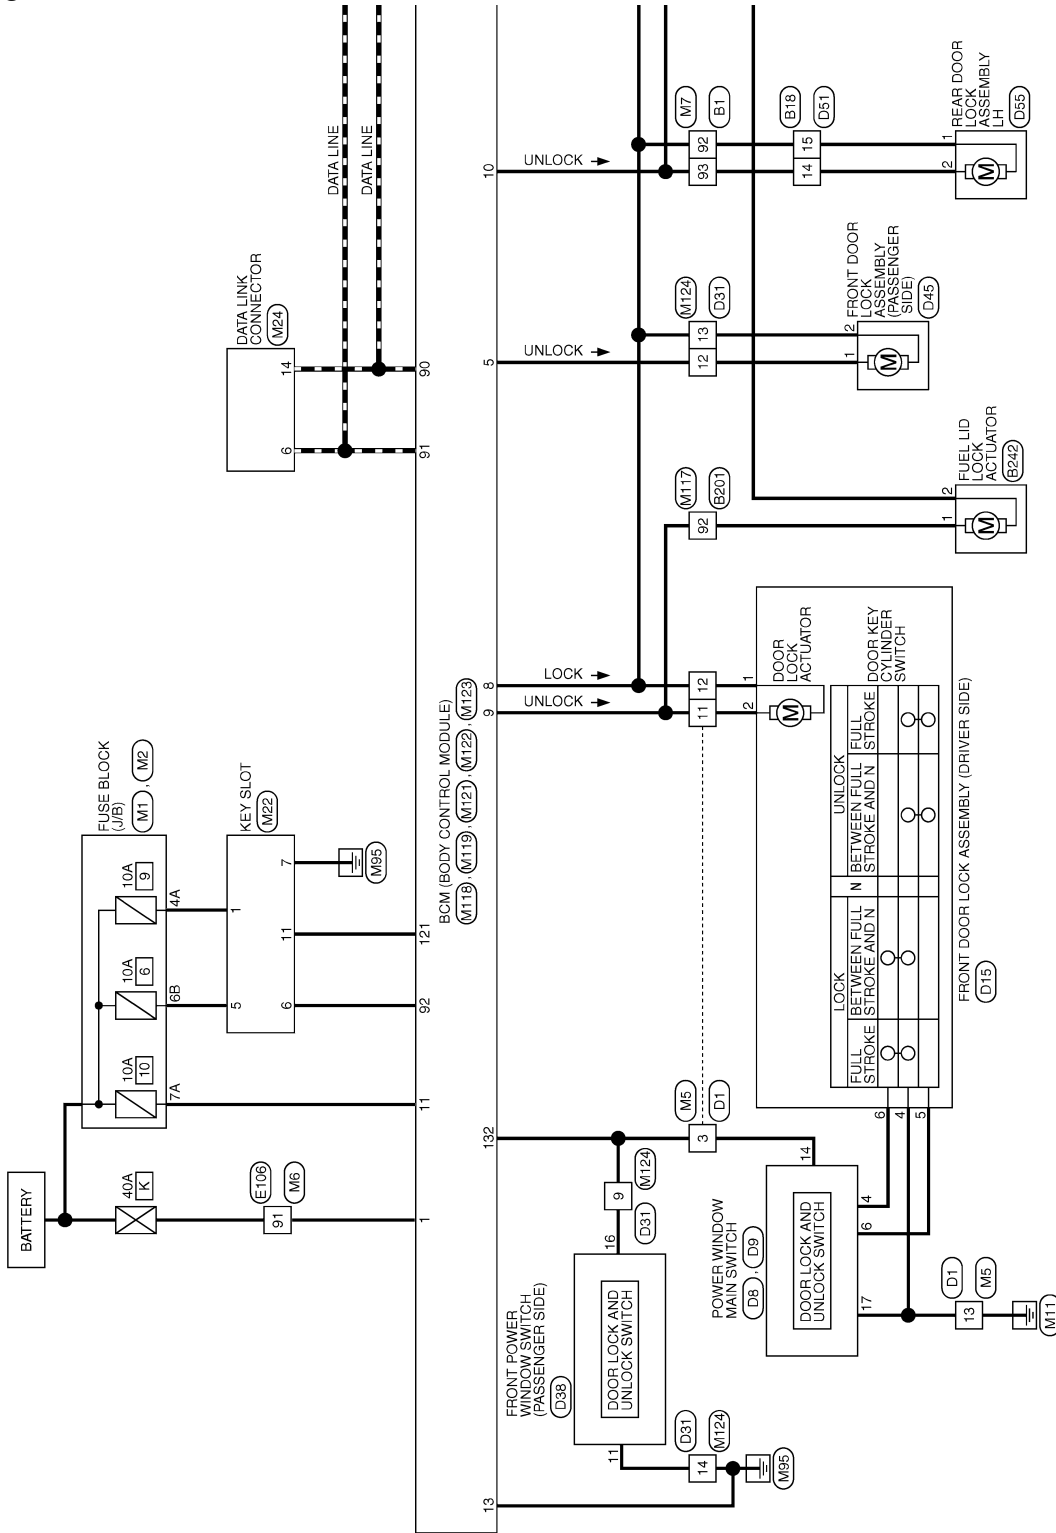 BATTERY
40A
K
E106
M6
91
1
FUSE BLOCK
(J/B)
M1 , M2
10A
10
7A
11
10A
6
6B
10A
9
4A
KEY SLOT
M22
5
1
6
11
7
92
121
M95
DATA LINK
CONNECTOR
M24
6
14
91
90
DATA LINE
DATA LINE
BCM (BODY CONTROL MODULE)
M118 , M119 , M121 , M122 , M123
13
132
9
8
5
10
UNLOCK
LOCK
UNLOCK
UNLOCK
FRONT POWER
WINDOW SWITCH
(PASSENGER SIDE)
D38
DOOR LOCK AND
UNLOCK SWITCH
11
16
D31
M124
14
M95
9
M124
D31
M5
D1
3
14
POWER WINDOW
MAIN SWITCH
D8 , D9
DOOR LOCK AND
UNLOCK SWITCH
17
6
4
D1
M5
13
M11
6
4
5
11
12
2
1
M
DOOR
LOCK
ACTUATOR
DOOR KEY
CYLINDER
SWITCH
LOCK
N
UNLOCK
FULL
STROKE
BETWEEN FULL
STROKE AND N
BETWEEN FULL
STROKE AND N
FULL
STROKE
FRONT DOOR LOCK ASSEMBLY (DRIVER SIDE)
D15
M117
B201
92
1
2
M
FUEL LID
LOCK
ACTUATOR
B242
M124
D31
12
13
1
2
M
FRONT DOOR
LOCK
ASSEMBLY
(PASSENGER
SIDE)
D45
M7
B1
93
92
B18
D51
14
15
2
1
M
REAR DOOR
LOCK
ASSEMBLY
LH
D55